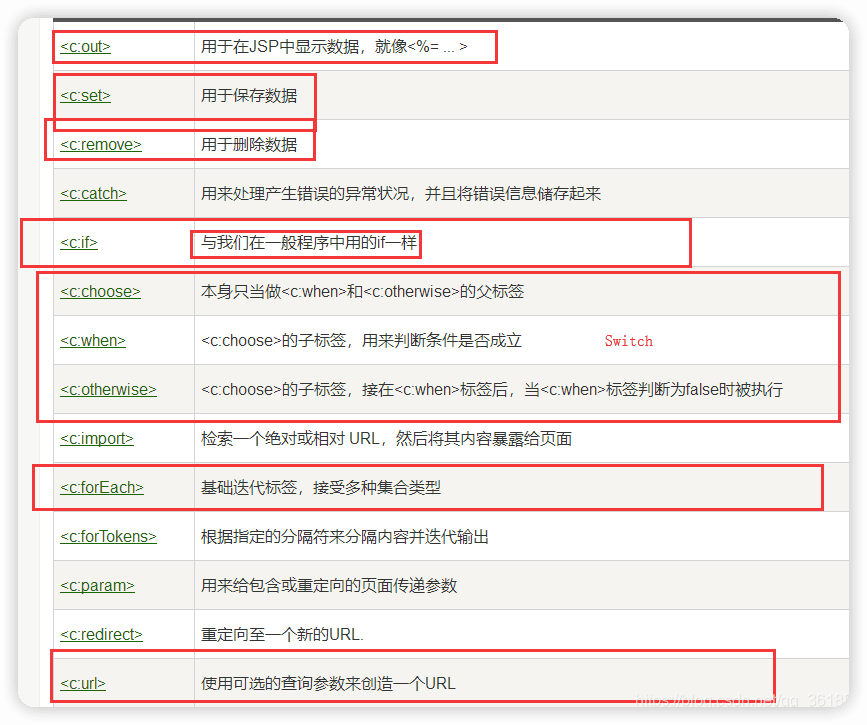 <c:out> 用于在JSP中显示数据，就像<%= ... >
<c:set> 用于保存数据
<c:remove> 用于删除数据
<c:catch> 用来处理产生错误的异常状况，并且将错误信息储存起来
<c:if> 与我们在一般程序中用的if一样
<c:choose> 本身只当做<c:when>和<c:otherwise>的父标签
<c:when> <c:choose>的子标签，用来判断条件是否成立 Switch
<c:otherwise> <c:choose>的子标签，接在<c:when>标签后，当<c:when>标签判断为false时被执行
<c:import> 检索一个绝对或相对 URL，然后将其内容暴露给页面
<c:forEach> 基础迭代标签，接受多种集合类型
<c:forTokens> 根据指定的分隔符来分隔内容并迭代输出
<c:param> 用来给包含或重定向的页面传递参数
<c:redirect> 重定向至一个新的URL.
<c:url> 使用可选的查询参数来创造一个URL